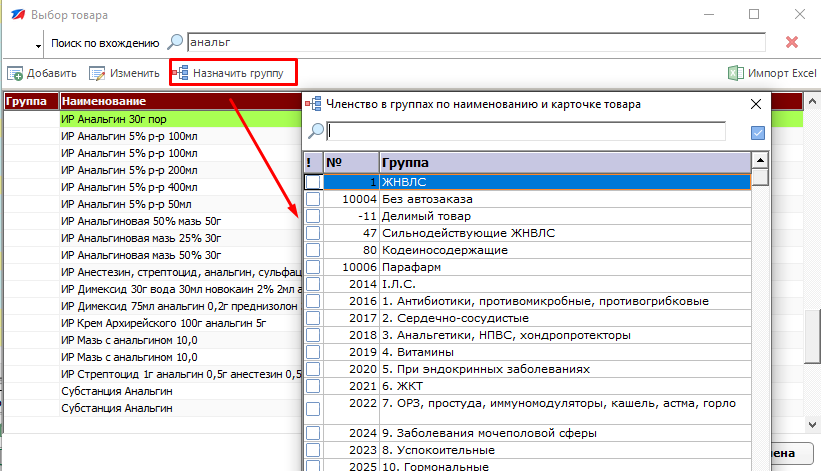 Выбор товара
Поиск по вхождению анальг
Добавить Изменить Назначить группу Импорт Excel
Группа Наименование
ИР Анальгин 30г пор
ИР Анальгин 5% р-р 100мл
ИР Анальгин 5% р-р 100мл
ИР Анальгин 5% р-р 200мл
ИР Анальгин 5% р-р 400мл
ИР Анальгин 5% р-р 50мл
ИР Анальгиновая 50% мазь 50г
ИР Анальгиновая мазь 25% 30г
ИР Анальгиновая мазь 50% 30г
ИР Анестезин, стрептоцид, анальгин, сульфац
ИР Димексид 30г вода 30мл новокаин 2% 2мл а
ИР Димексид 75мл анальгин 0,2г преднизолон
ИР Крем Архирейского 100г анальгин 5г
ИР Мазь с анальгином 10,0
ИР Мазь с анальгином 10,0
ИР Стрептоцид 1г анальгин 0,5г анестезин 0,5
Субстанция Анальгин
Субстанция Анальгин
Членство в группах по наименованию и карточке товара
! № Группа
1 ЖНВЛС
10004 Без автозаказа
-11 Делимый товар
47 Сильнодействующие ЖНВЛС
80 Кодеиносодержащие
10006 Парафарм
2014 I.Л.С.
2016 1. Антибиотики, противомикробные, противогрибковые
2017 2. Сердечно-сосудистые
2018 3. Анальгетики, НПВС, хондропротекторы
2019 4. Витамины
2020 5. При эндокринных заболеваниях
2021 6. ЖКТ
2022 7. ОРЗ, простуда, иммуномодуляторы, кашель, астма, горло
2024 9. Заболевания мочеполовой сферы
2023 8. Успокоительные
2025 10. Гормональные
ена